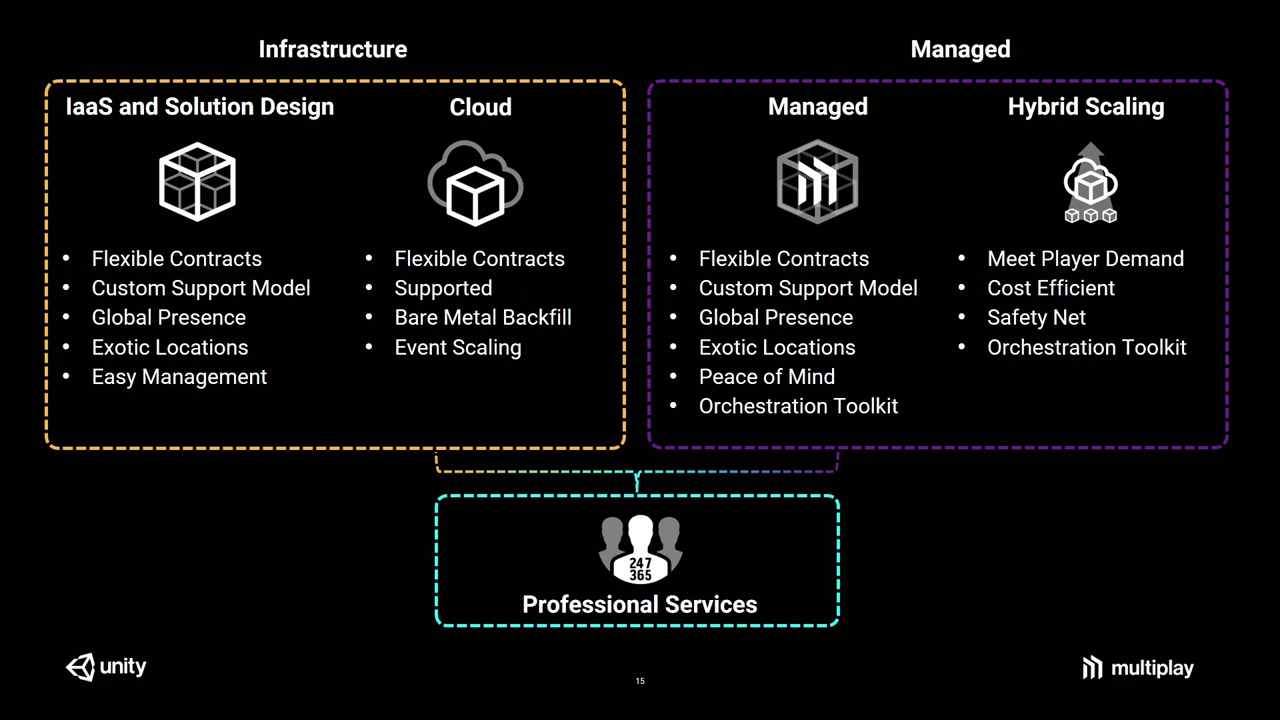 Infrastructure
Managed
IaaS and Solution Design
Cloud
• Flexible Contracts
• Custom Support Model
• Global Presence
• Exotic Locations
• Easy Management
• Flexible Contracts
• Supported
• Bare Metal Backfill
• Event Scaling
Managed
Hybrid Scaling
• Flexible Contracts
• Custom Support Model
• Global Presence
• Exotic Locations
• Peace of Mind
• Orchestration Toolkit
• Meet Player Demand
• Cost Efficient
• Safety Net
• Orchestration Toolkit
247
365
Professional Services
unity
15
multiplay